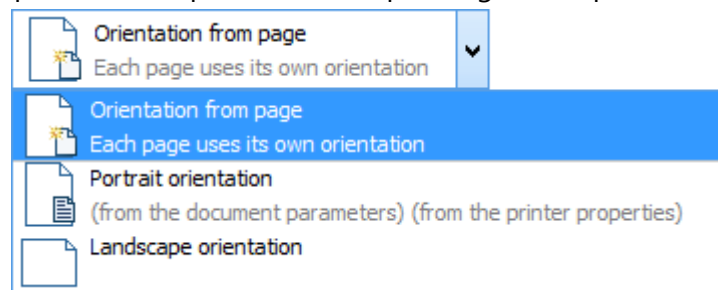 Orientation from page
Each page uses its own orientation
Orientation from page
Each page uses its own orientation
Portrait orientation
(from the document parameters) (from the printer properties)
Landscape orientation